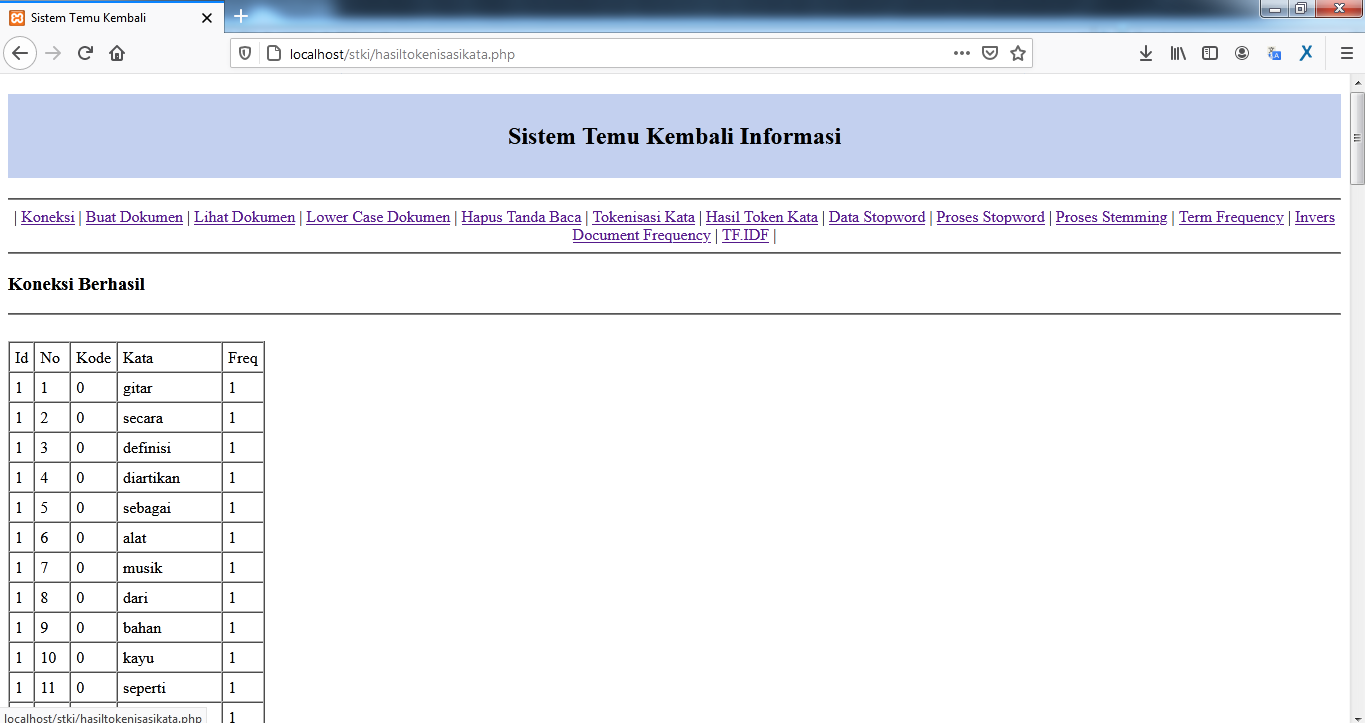 Sistem Temu Kembali
localhost/stki/hasiltokenisasikata.php
Sistem Temu Kembali Informasi
| Koneksi | Buat Dokumen | Lihat Dokumen | Lower Case Dokumen | Hapus Tanda Baca | Tokenisasi Kata | Hasil Token Kata | Data Stopword | Proses Stopword | Proses Stemming | Term Frequency | Invers
Document Frequency | TF.IDF |
Koneksi Berhasil
Id No Kode Kata Freq
1 1 0 gitar 1
1 2 0 secara 1
1 3 0 definisi 1
1 4 0 diartikan 1
1 5 0 sebagai 1
1 6 0 alat 1
1 7 0 musik 1
1 8 0 dari 1
1 9 0 bahan 1
1 10 0 kayu 1
1 11 0 seperti 1
1
localhost/stki/hasiltokenisasikata.php